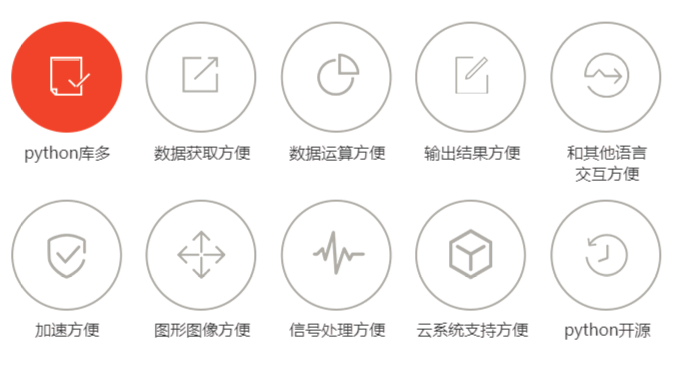 python库多
数据获取方便
数据运算方便
输出结果方便
和其他语言
交互方便
加速方便
图形图像方便
信号处理方便
云系统支持方便
python开源